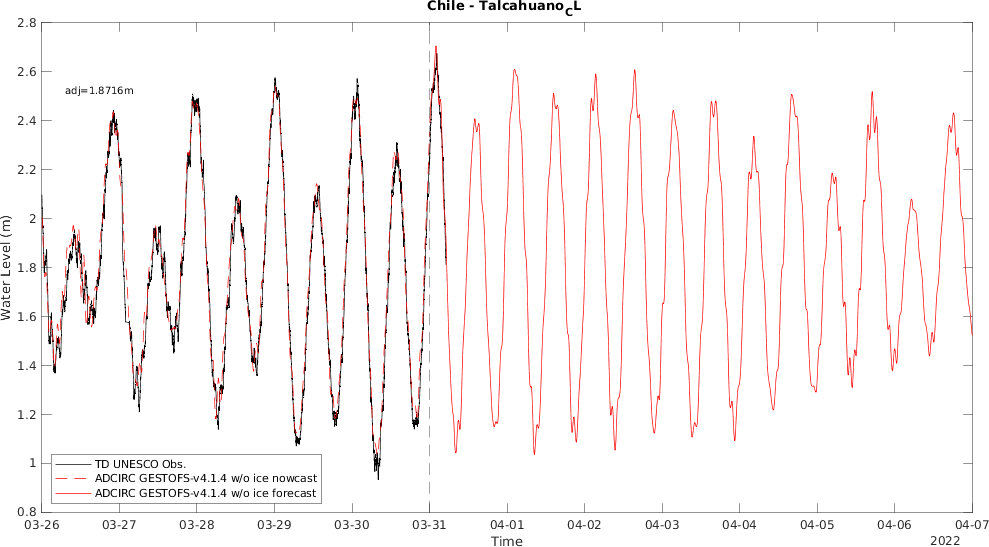 Chile - Talcahuano_CL
2.8
2.6
2.4
2.2
2
1.8
1.6
1.4
1.2
1
0.8
Water Level (m)
adj=1.8716m
TD UNESCO Obs.
ADCIRC GESTOFS-v4.1.4 w/o ice nowcast
ADCIRC GESTOFS-v4.1.4 w/o ice forecast
03-26 03-27 03-28 03-29 03-30 03-31 04-01 04-02 04-03 04-04 04-05 04-06 04-07
Time
2022